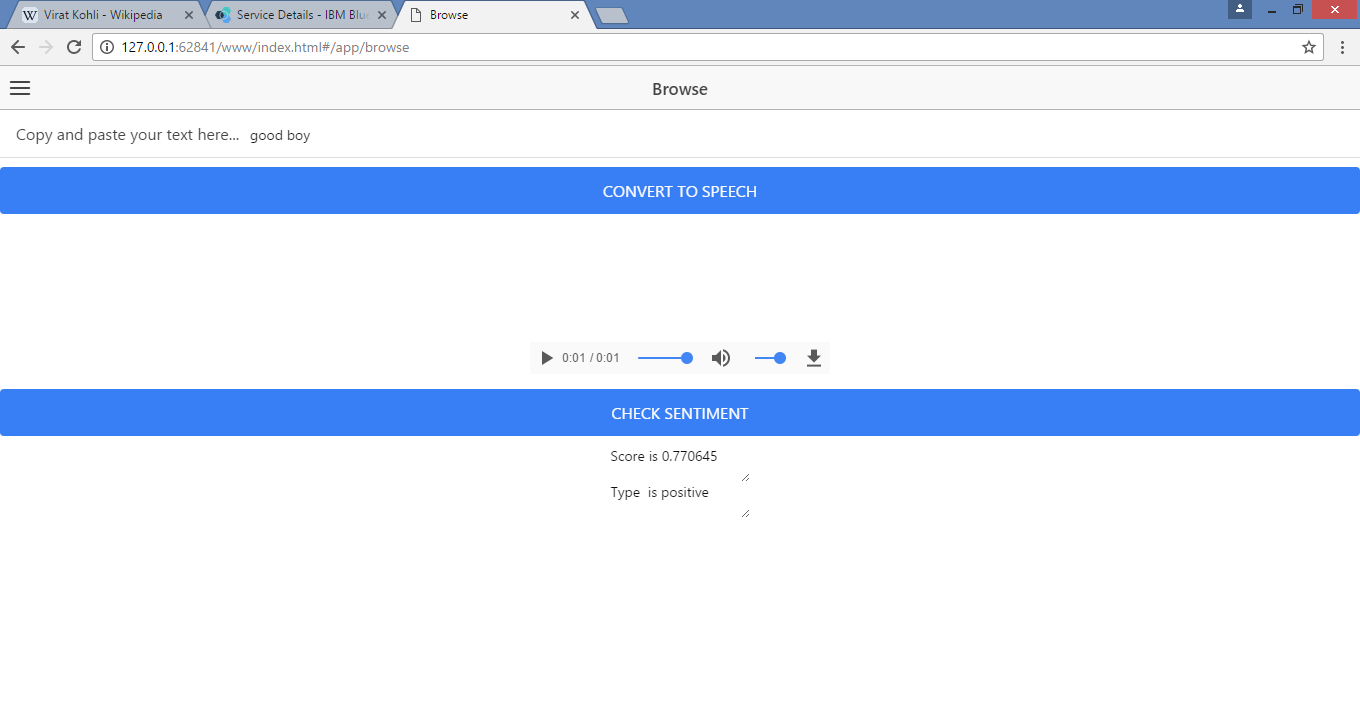 Virat Kohli - Wikipedia Service Details - IBM Blue Browse
127.0.0.1:62841/www/index.html#/app/browse
Browse
Copy and paste your text here... good boy
CONVERT TO SPEECH
0:01 / 0:01
CHECK SENTIMENT
Score is 0.770645
Type is positive